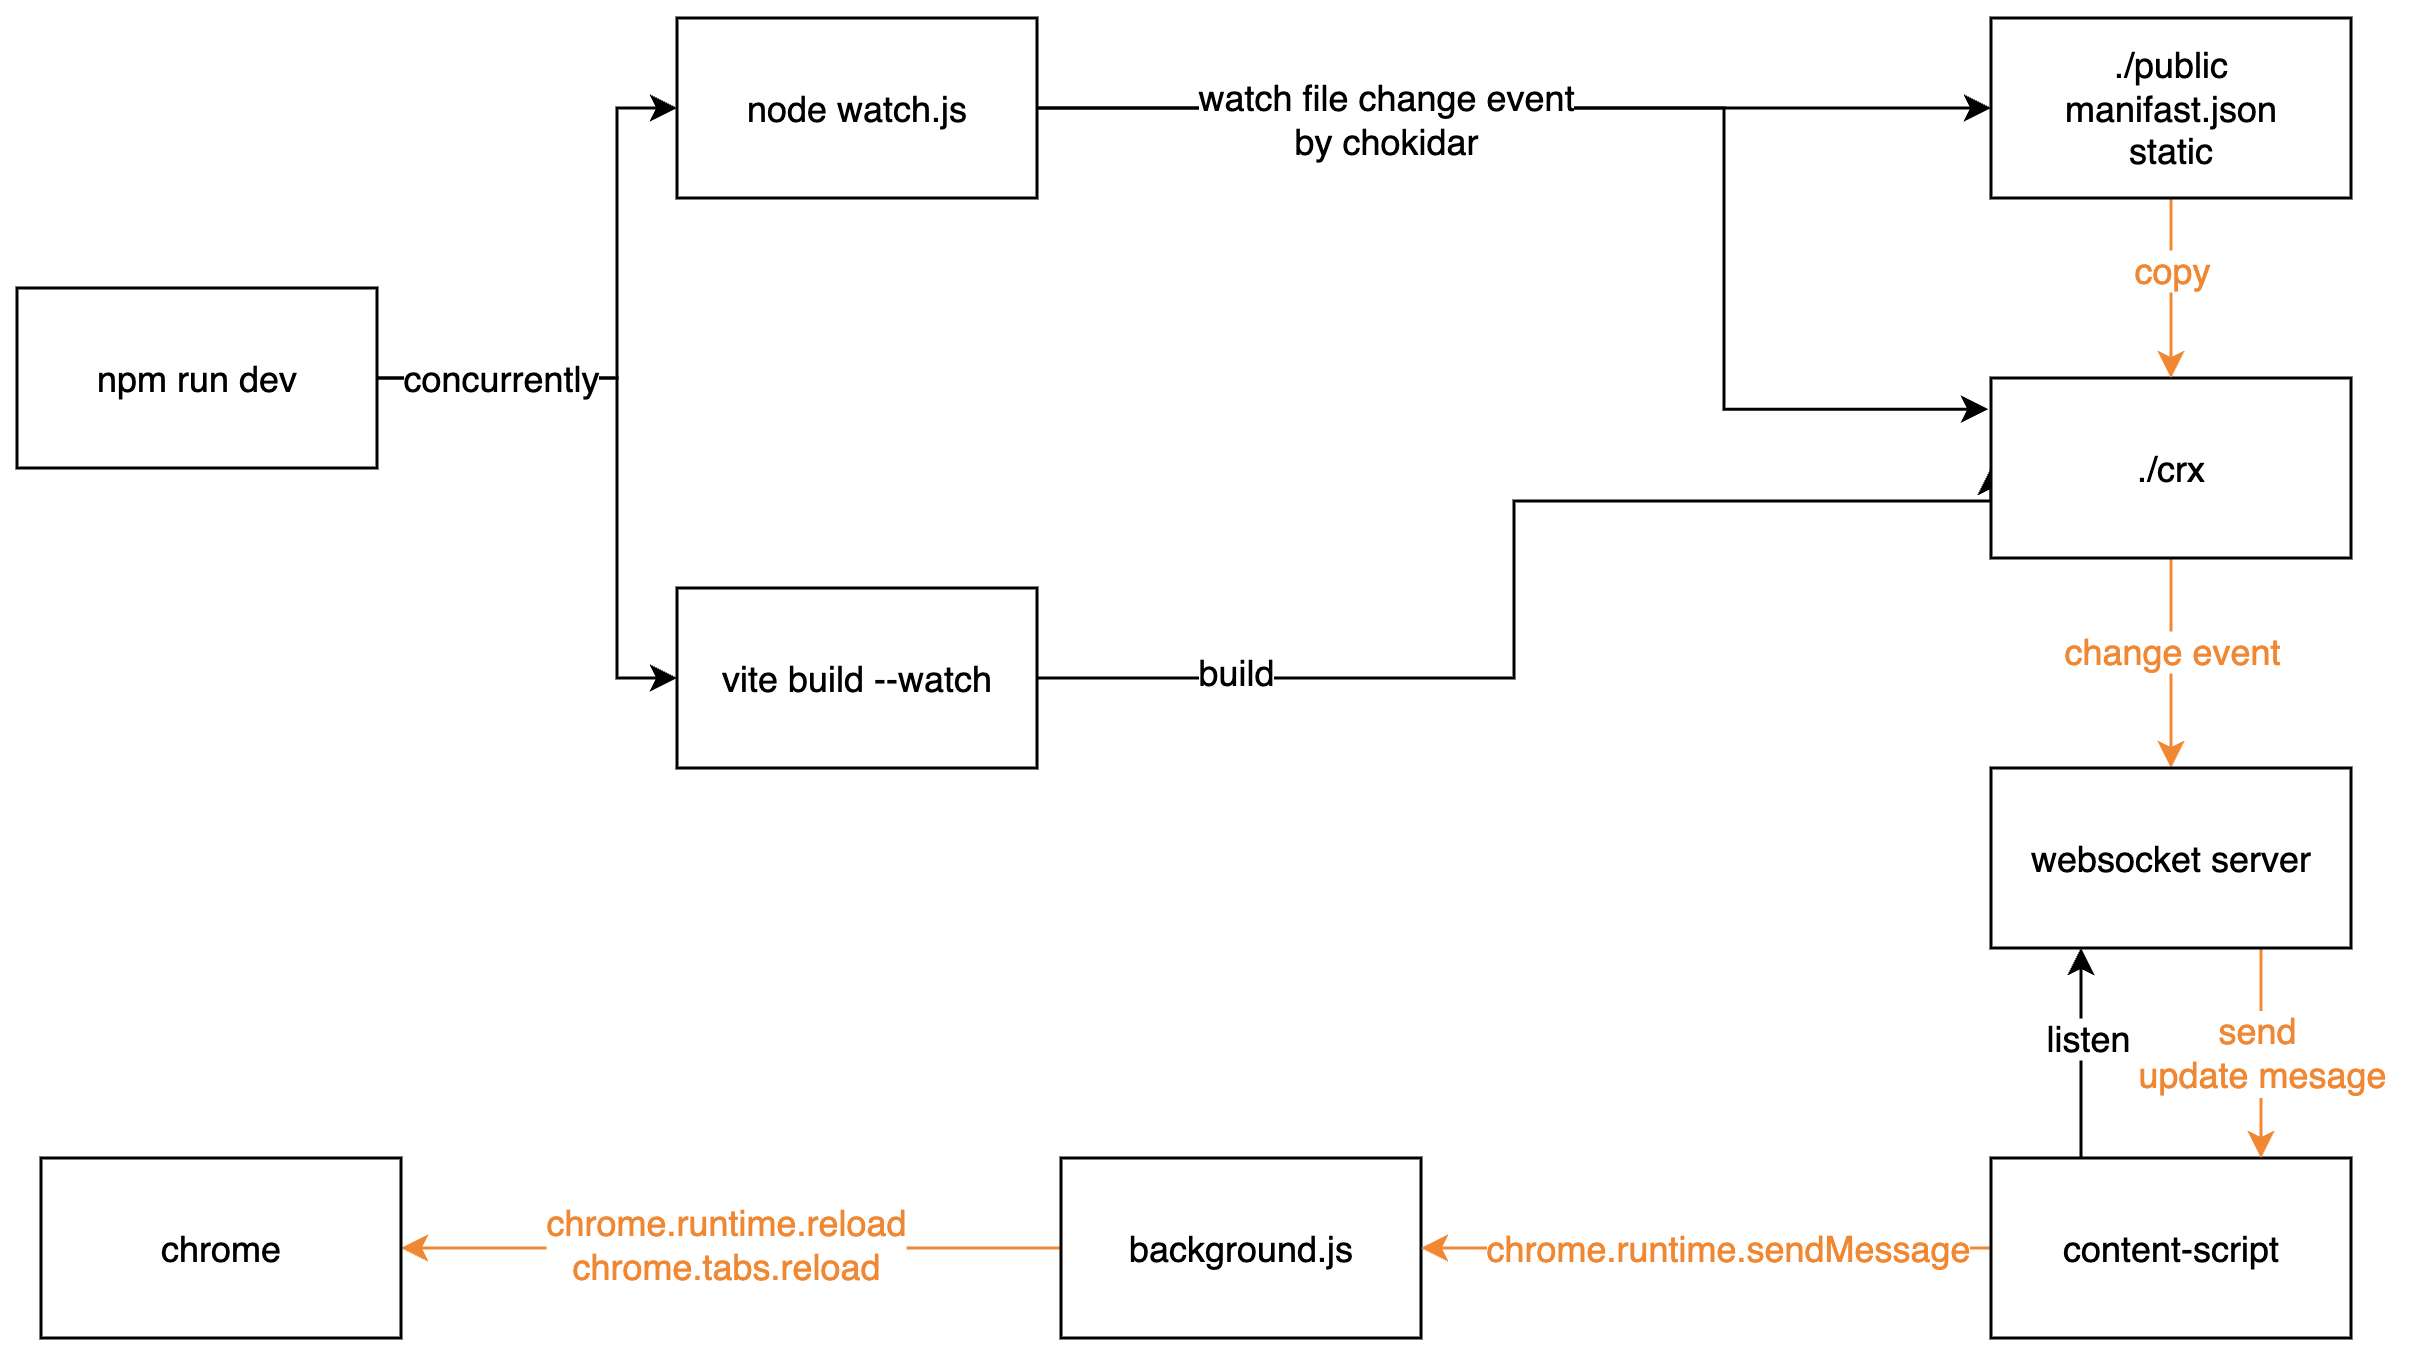 node watch.js
watch file change event
by chokidar
./public
manifast.json
static
copy
npm run dev
concurrently
./crx
vite build --watch
build
change event
websocket server
listen
send
update mesage
chrome
chrome.runtime.reload
chrome.tabs.reload
background.js
chrome.runtime.sendMessage
content-script